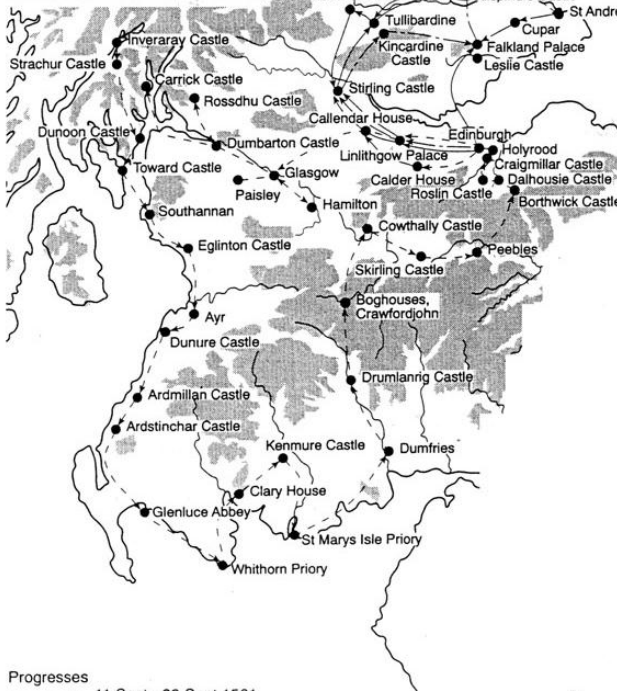 Tullibardine
St Andre
Cupar
Inveraray Castle
Kincardine
Castle
Falkland Palace
Leslie Castle
Strachur Castle
Carrick Castle
Stirling Castle
Rossdhu Castle
Callendar House
Dunoon Castle
Dumbarton Castle
Edinburgh
Holyrood
Linlithgow Palace
Craigmillar Castle
Toward Castle
Glasgow
Calder House
Dalhousie Castle
Paisley
Roslin Castle
Borthwick Castle
Southannan
Hamilton
Cowthally Castle
Eglinton Castle
Peebles
Skirling Castle
Boghouses,
Crawfordjohn
Ayr
Dunure Castle
Drumlanrig Castle
Ardmillan Castle
Ardstinchar Castle
Kenmure Castle
Dumfries
Clary House
Glenluce Abbey
St Marys Isle Priory
Whithorn Priory
Progresses